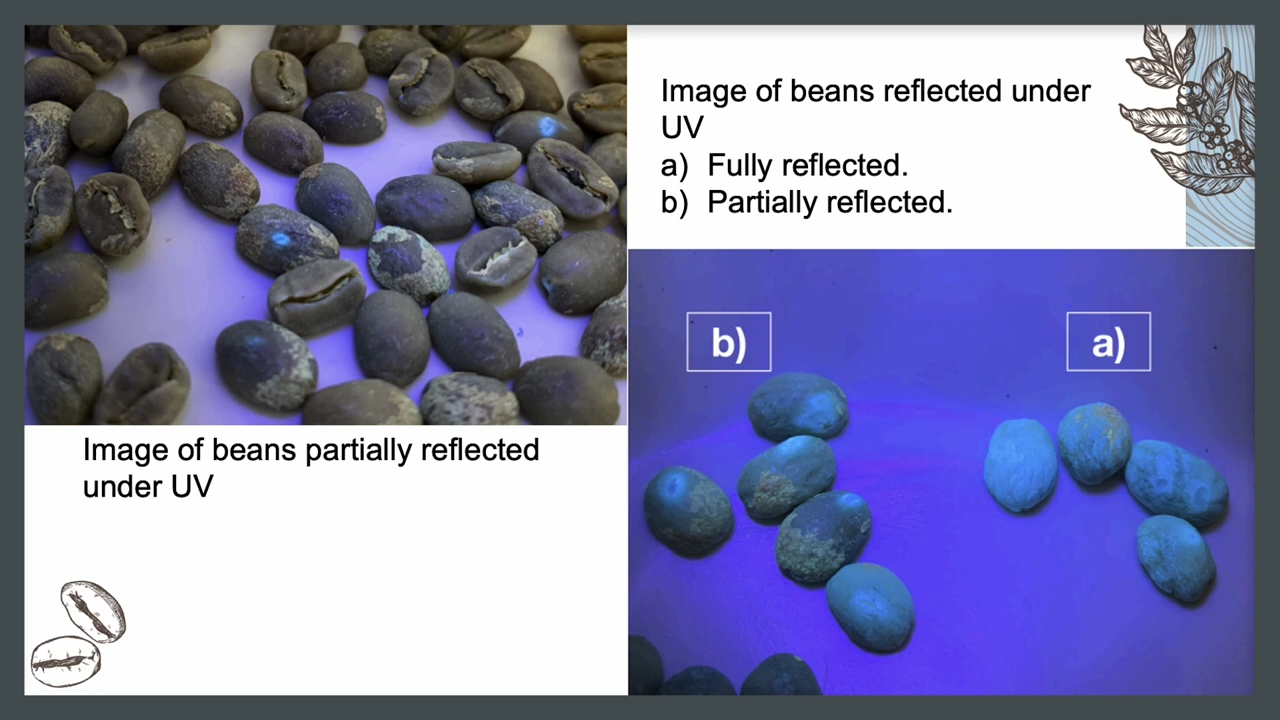 Image of beans reflected under
UV
a) Fully reflected.
b) Partially reflected.
b)
a)
Image of beans partially reflected
under UV